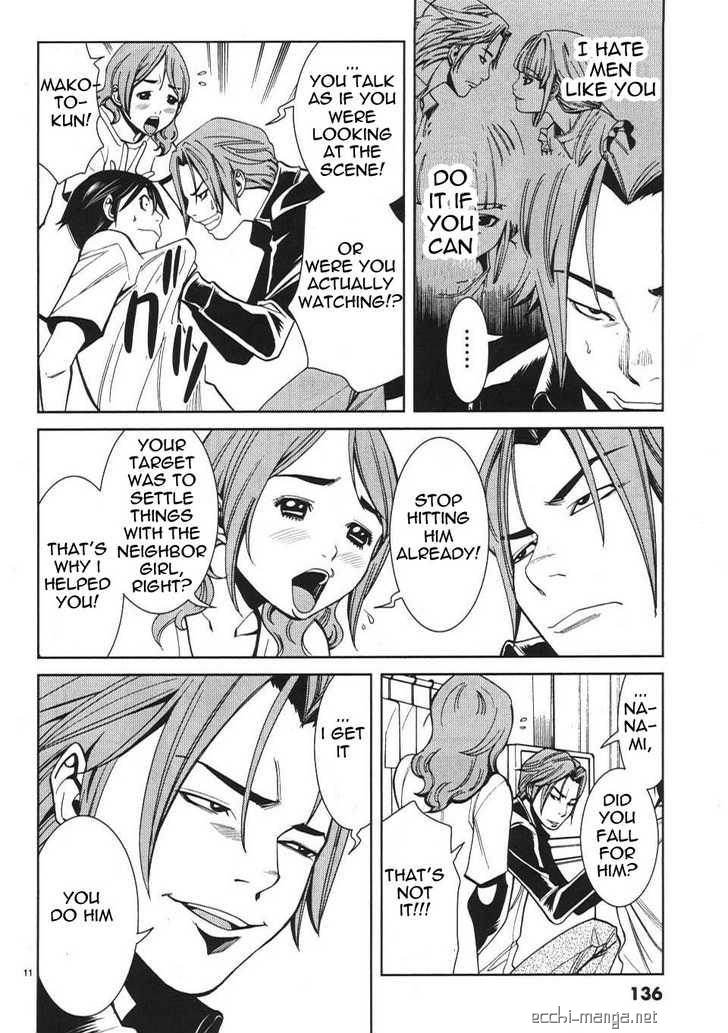 I HATE
MEN
LIKE YOU
DO
IT IF
YOU
CAN
......
...
YOU TALK
AS IF YOU
WERE
LOOKING
AT THE
SCENE!
MAKO-
TO-
KUN!
OR
WERE YOU
ACTUALLY
WATCHING!?
STOP
HITTING
HIM
ALREADY!
YOUR
TARGET
WAS TO
SETTLE
THINGS
WITH THE
NEIGHBOR
GIRL,
RIGHT?
THAT'S
WHY I
HELPED
YOU!
...
NA-
NA-
MI,
DID
YOU
FALL
FOR
HIM?
THAT'S
NOT
IT!!!
...
I GET
IT
YOU
DO HIM
11
136
ecchi-manga.net